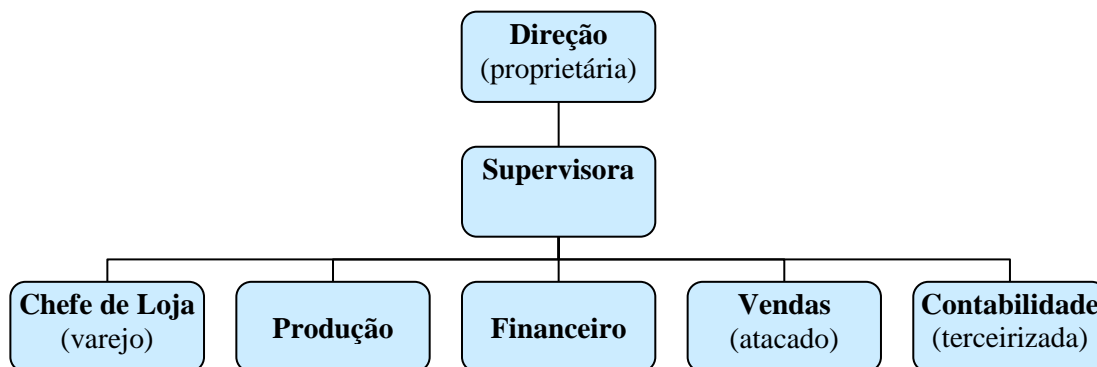 Direção
(proprietária)
Supervisora
Chefe de Loja
(varejo)
Produção
Financeiro
Vendas
(atacado)
Contabilidade
(terceirizada)